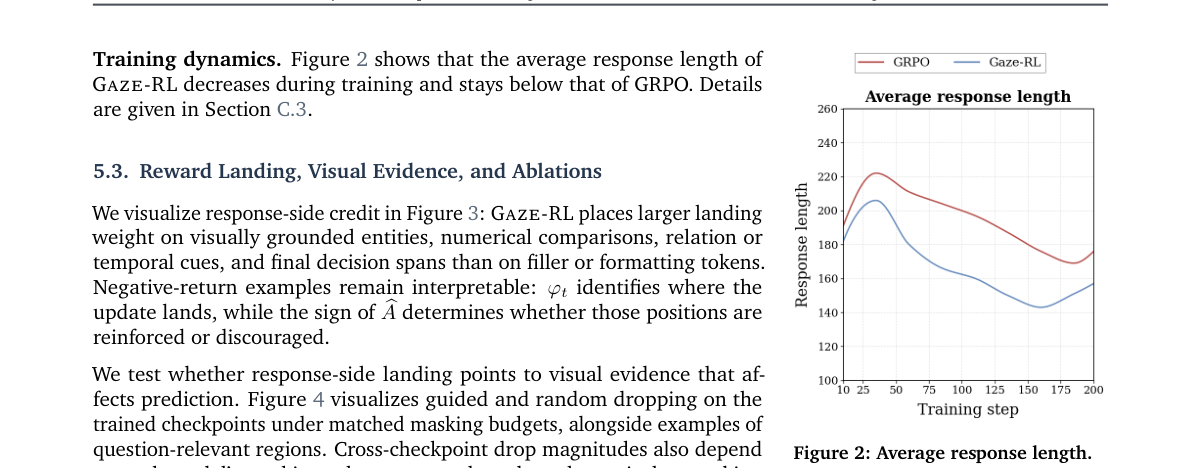 Training dynamics. Figure 2 shows that the average response length of
GAZE-RL decreases during training and stays below that of GRPO. Details
are given in Section C.3.
5.3. Reward Landing, Visual Evidence, and Ablations
We visualize response-side credit in Figure 3: GAZE-RL places larger landing
weight on visually grounded entities, numerical comparisons, relation or
temporal cues, and final decision spans than on filler or formatting tokens.
Negative-return examples remain interpretable: φₜ identifies where the
update lands, while the sign of Â determines whether those positions are
reinforced or discouraged.
We test whether response-side landing points to visual evidence that af-
fects prediction. Figure 4 visualizes guided and random dropping on the
trained checkpoints under matched masking budgets, alongside examples of
question-relevant regions. Cross-checkpoint drop magnitudes also depend
GRPO Gaze-RL
Average response length
Response length
260
240
220
200
180
160
140
120
100
10 25 50 75 100 125 150 175 200
Training step
Figure 2: Average response length.